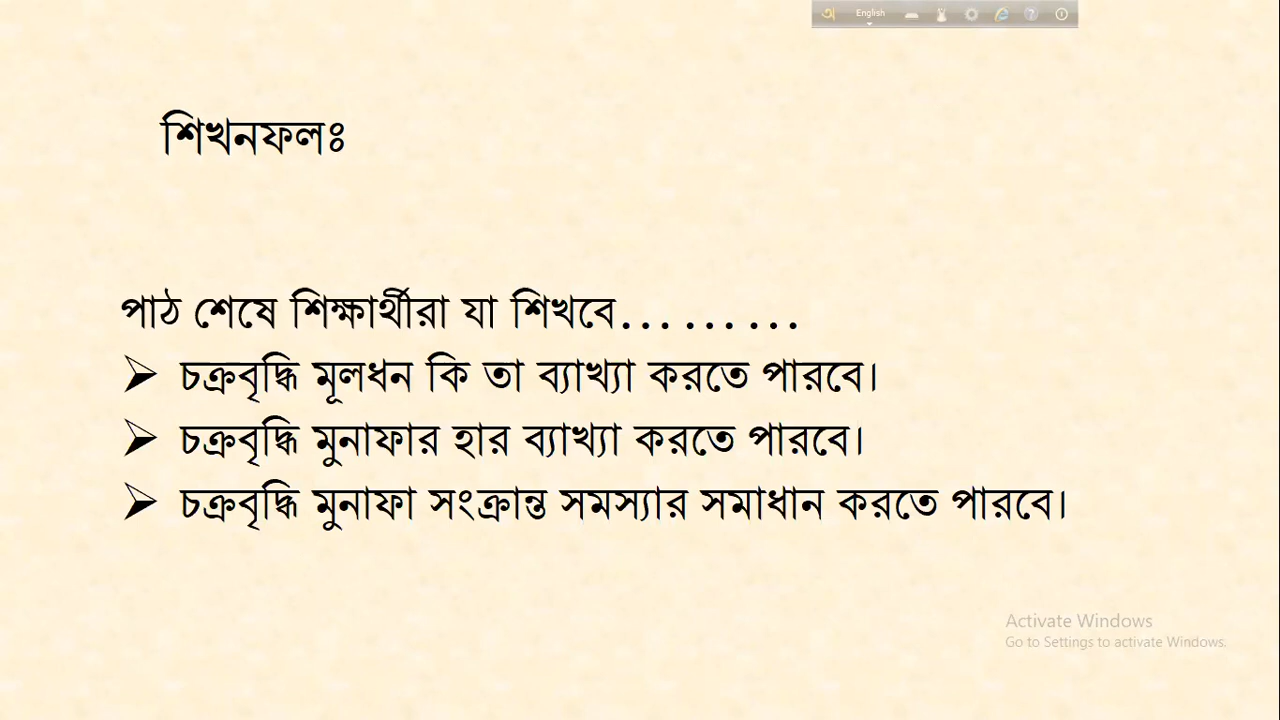 অ English
শিখনফলঃ
পাঠ শেষে শিক্ষার্থীরা যা শিখবে………
➢ চক্রবৃদ্ধি মূলধন কি তা ব্যাখ্যা করতে পারবে।
➢ চক্রবৃদ্ধি মুনাফার হার ব্যাখ্যা করতে পারবে।
➢ চক্রবৃদ্ধি মুনাফা সংক্রান্ত সমস্যার সমাধান করতে পারবে।
Activate Windows
Go to Settings to activate Windows.